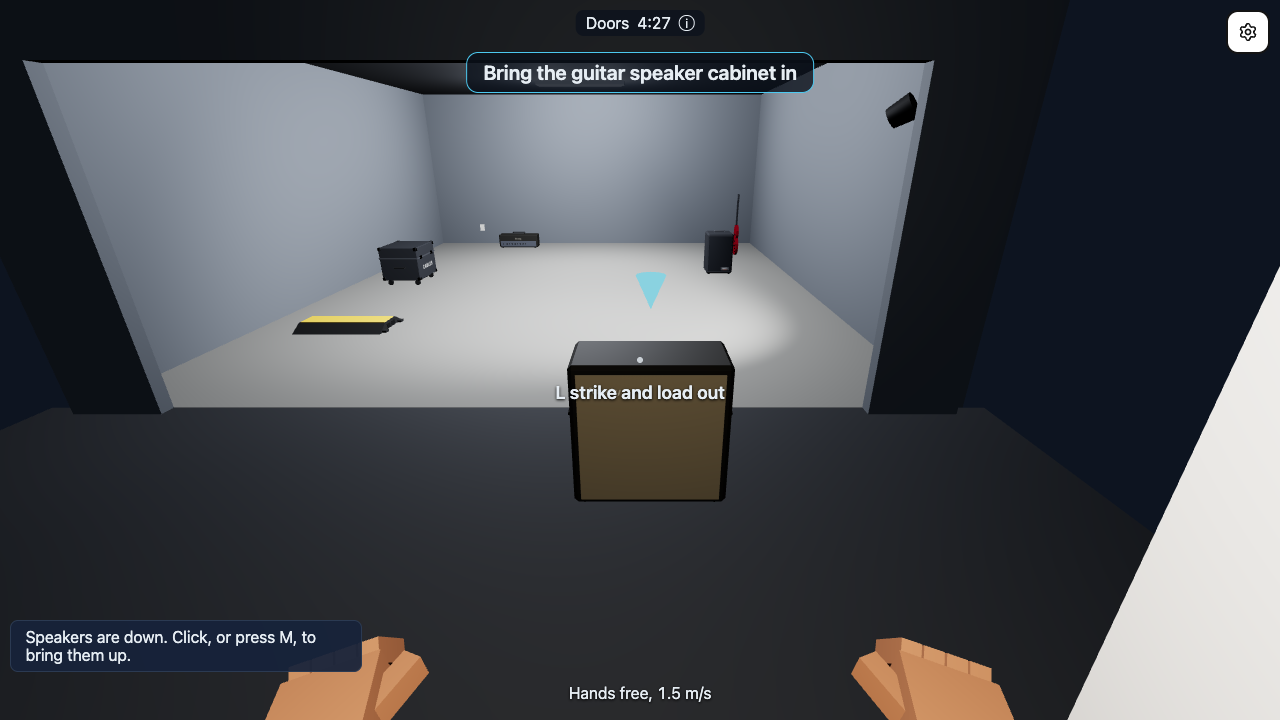 Doors 4:27 ⓘ
Bring the guitar speaker cabinet in
L strike and load out
Speakers are down. Click, or press M, to
bring them up.
Hands free, 1.5 m/s